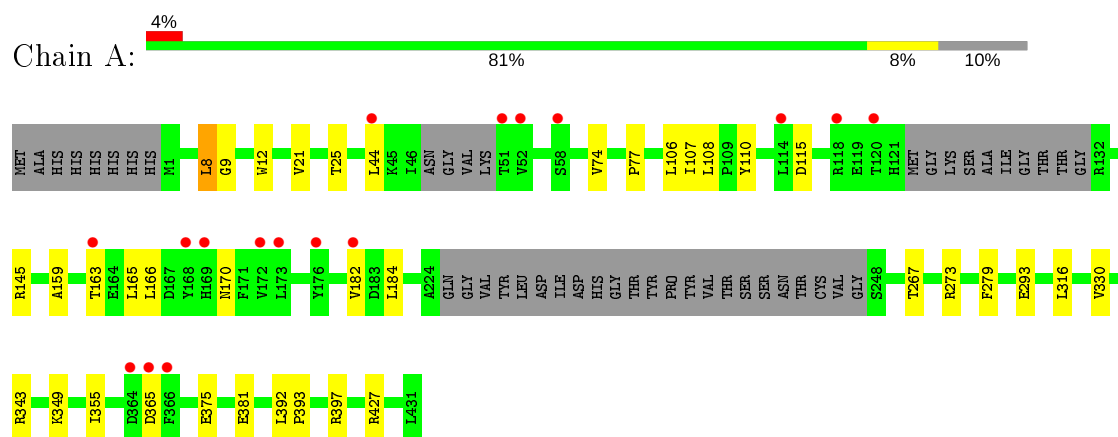 4%
Chain A:
81% 8% 10%
MET ALA HIS HIS HIS HIS HIS HIS M1 L8 G9 W12 V21 T25 L44 K45 I46 ASN GLY VAL LYS T51 V52 S58 V74 P77 L106 I107 L108 P109 Y110 L114 D115 R118 E119 T120 H121 MET GLY LYS SER ALA ILE GLY THR THR GLY R132
R145 A159 T163 E164 L165 L166 D167 Y168 H169 N170 F171 V172 L173 Y176 V182 D183 L184 A224 GLN GLY VAL TYR LEU ASP ILE ASP HIS GLY THR TYR PRO TYR VAL THR SER SER ASN THR CYS VAL GLY S248 T267 R273 F279 E293 L316 V330
R343 K349 I355 D364 D365 F366 E375 E381 L392 P393 R397 R427 L431